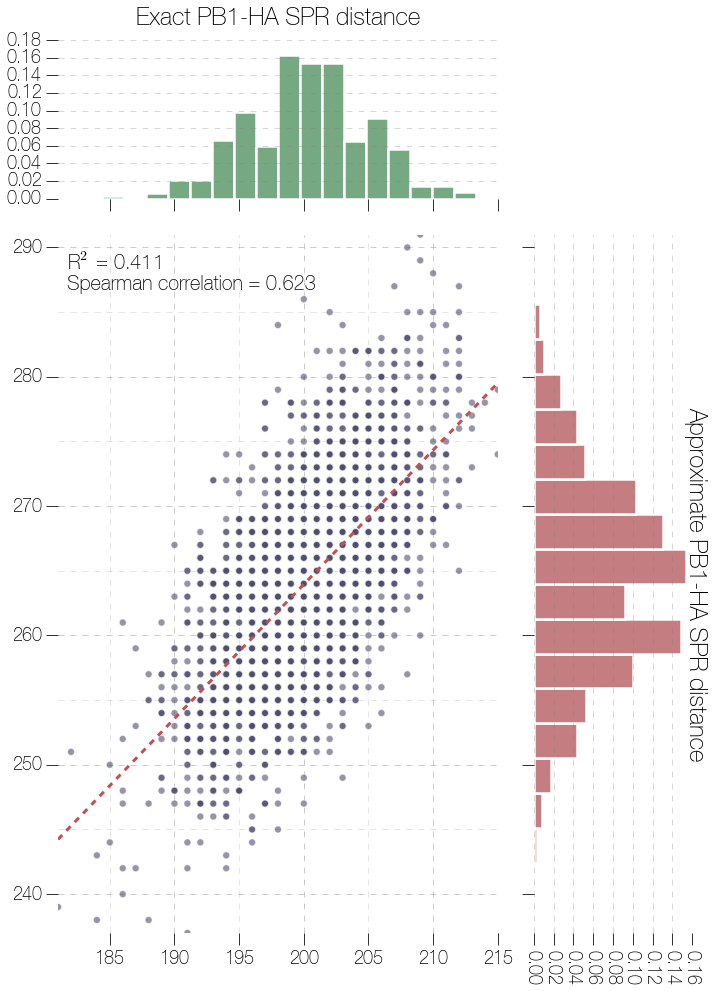 Exact PB1-HA SPR distance
0.18
0.16
0.14
0.12
0.10
0.08
0.06
0.04
0.02
0.00
290
R² = 0.411
Spearman correlation = 0.623
280
270
260
250
240
185 190 195 200 205 210 215
Approximate PB1-HA SPR distance
0.00 0.02 0.04 0.06 0.08 0.10 0.12 0.14 0.16